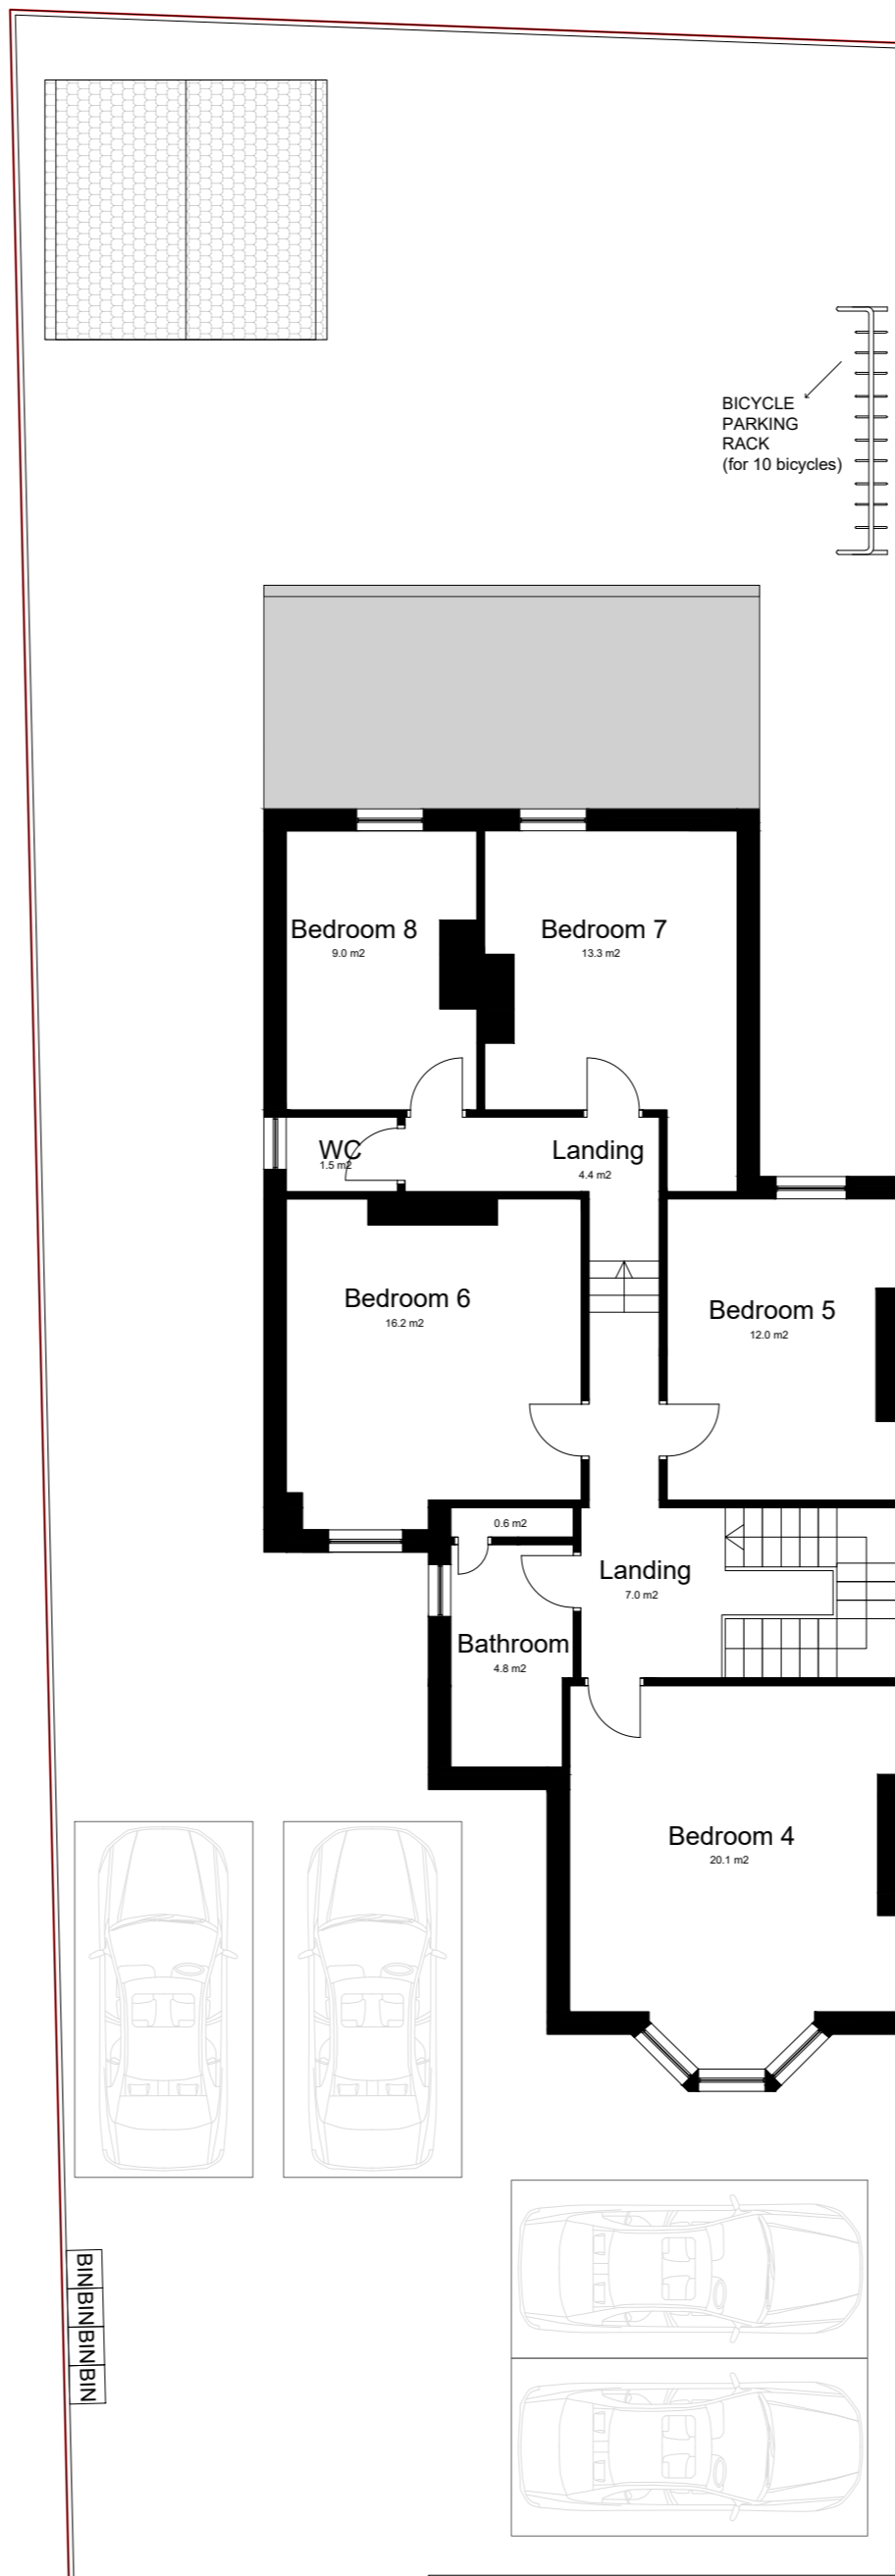 BICYCLE
PARKING
RACK
(for 10 bicycles)
Bedroom 8
9.0 m2
Bedroom 7
13.3 m2
WC
1.5 m2
Landing
4.4 m2
Bedroom 6
16.2 m2
Bedroom 5
12.0 m2
0.6 m2
Landing
7.0 m2
Bathroom
4.8 m2
Bedroom 4
20.1 m2
BIN
BIN
BIN
BIN